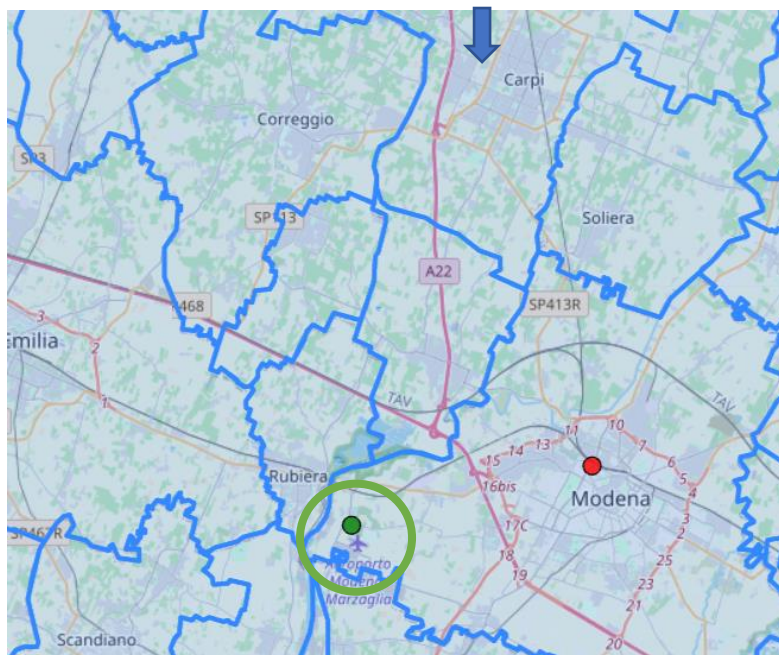 Carpi
Correggio
SP3
SP113
Soliera
A22
468
SP413R
3
Emilia
2
TAV
TAV
1
10
11
7
13
14
6
15
5
Rubiera
16bis
4
Modena
3
SP467R
17C
2
18
25
Aeroporto
Modena
Marzaglia
19
21
Scandiano
20